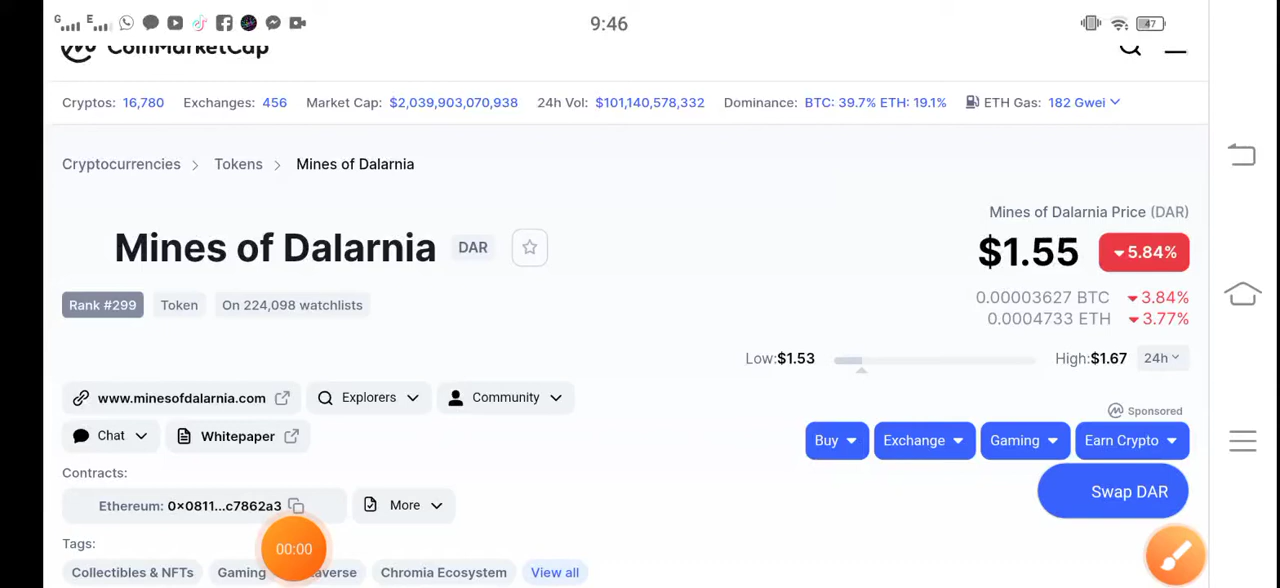 G E 9:46 47
CoinMarketCap
Cryptos: 16,780 Exchanges: 456 Market Cap: $2,039,903,070,938 24h Vol: $101,140,578,332 Dominance: BTC: 39.7% ETH: 19.1% ETH Gas: 182 Gwei
Cryptocurrencies > Tokens > Mines of Dalarnia
Mines of Dalarnia Price (DAR)
Mines of Dalarnia DAR $1.55 5.84%
0.00003627 BTC 3.84%
Rank #299 Token On 224,098 watchlists
0.0004733 ETH 3.77%
Low:$1.53 High:$1.67 24h
www.minesofdalarnia.com Explorers Community
Sponsored
Chat Whitepaper
Buy Exchange Gaming Earn Crypto
Contracts:
Swap DAR
Ethereum: 0x0811...c7862a3 More
Tags:
00:00
Collectibles & NFTs Gaming averse Chromia Ecosystem View all